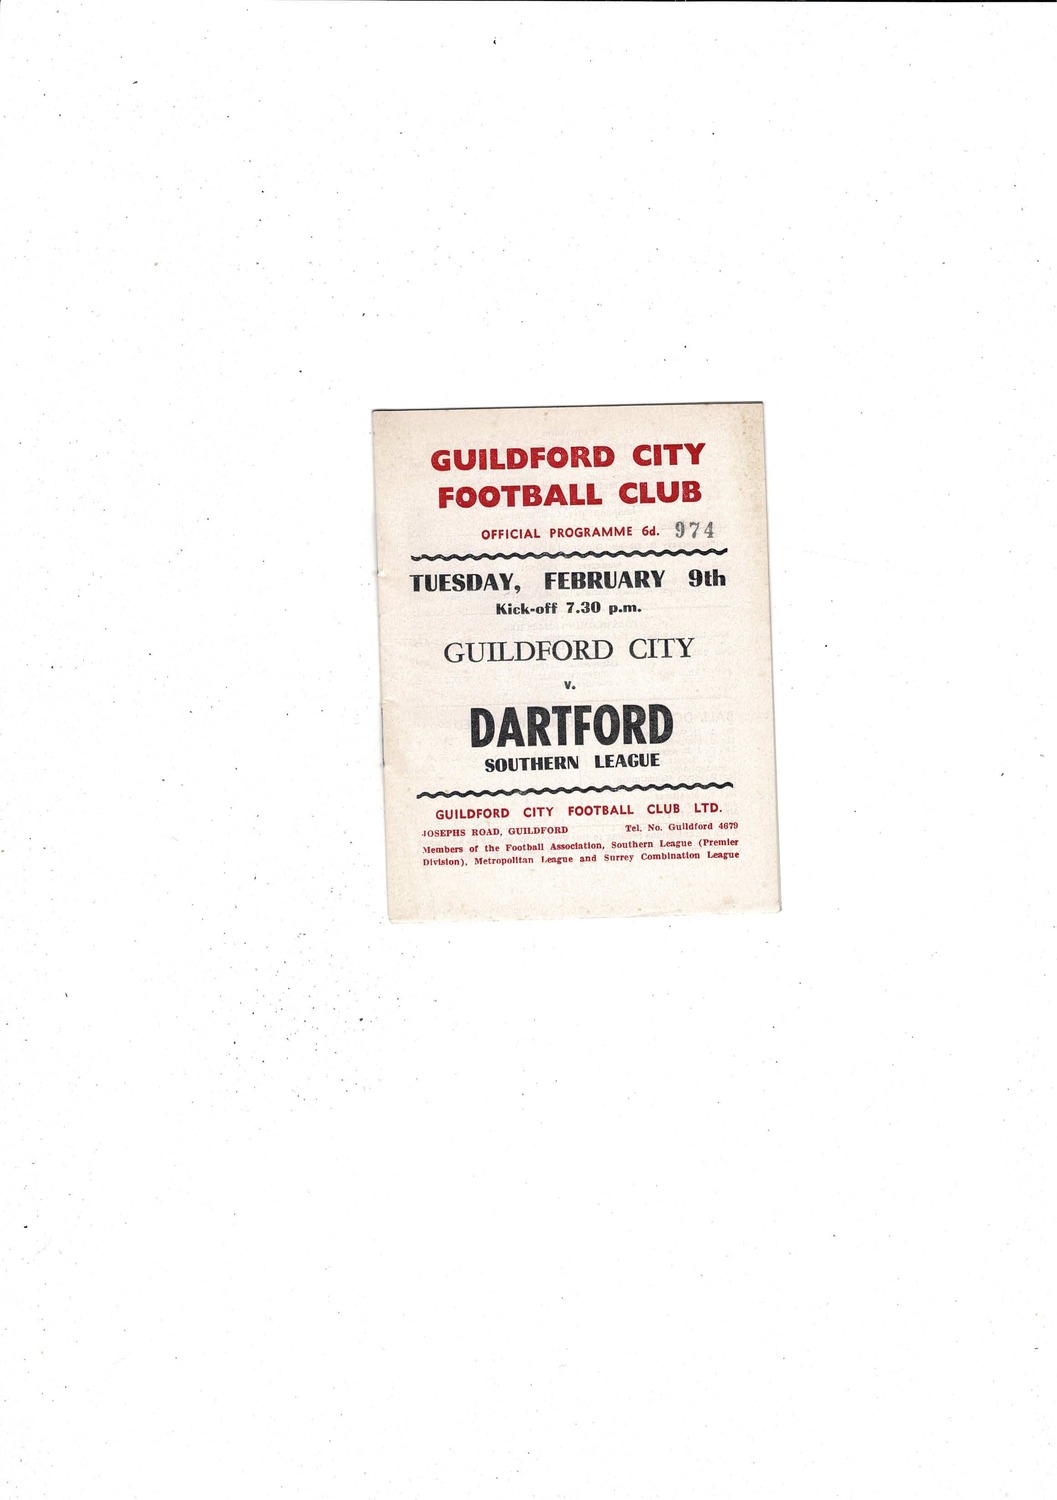 GUILDFORD CITY
FOOTBALL CLUB
OFFICIAL PROGRAMME 6d. 974
TUESDAY, FEBRUARY 9th
Kick-off 7.30 p.m.
GUILDFORD CITY
v.
DARTFORD
SOUTHERN LEAGUE
GUILDFORD CITY FOOTBALL CLUB LTD.
JOSEPHS ROAD, GUILDFORD Tel. No. Guildford 4679
Members of the Football Association, Southern League (Premier
Division), Metropolitan League and Surrey Combination League